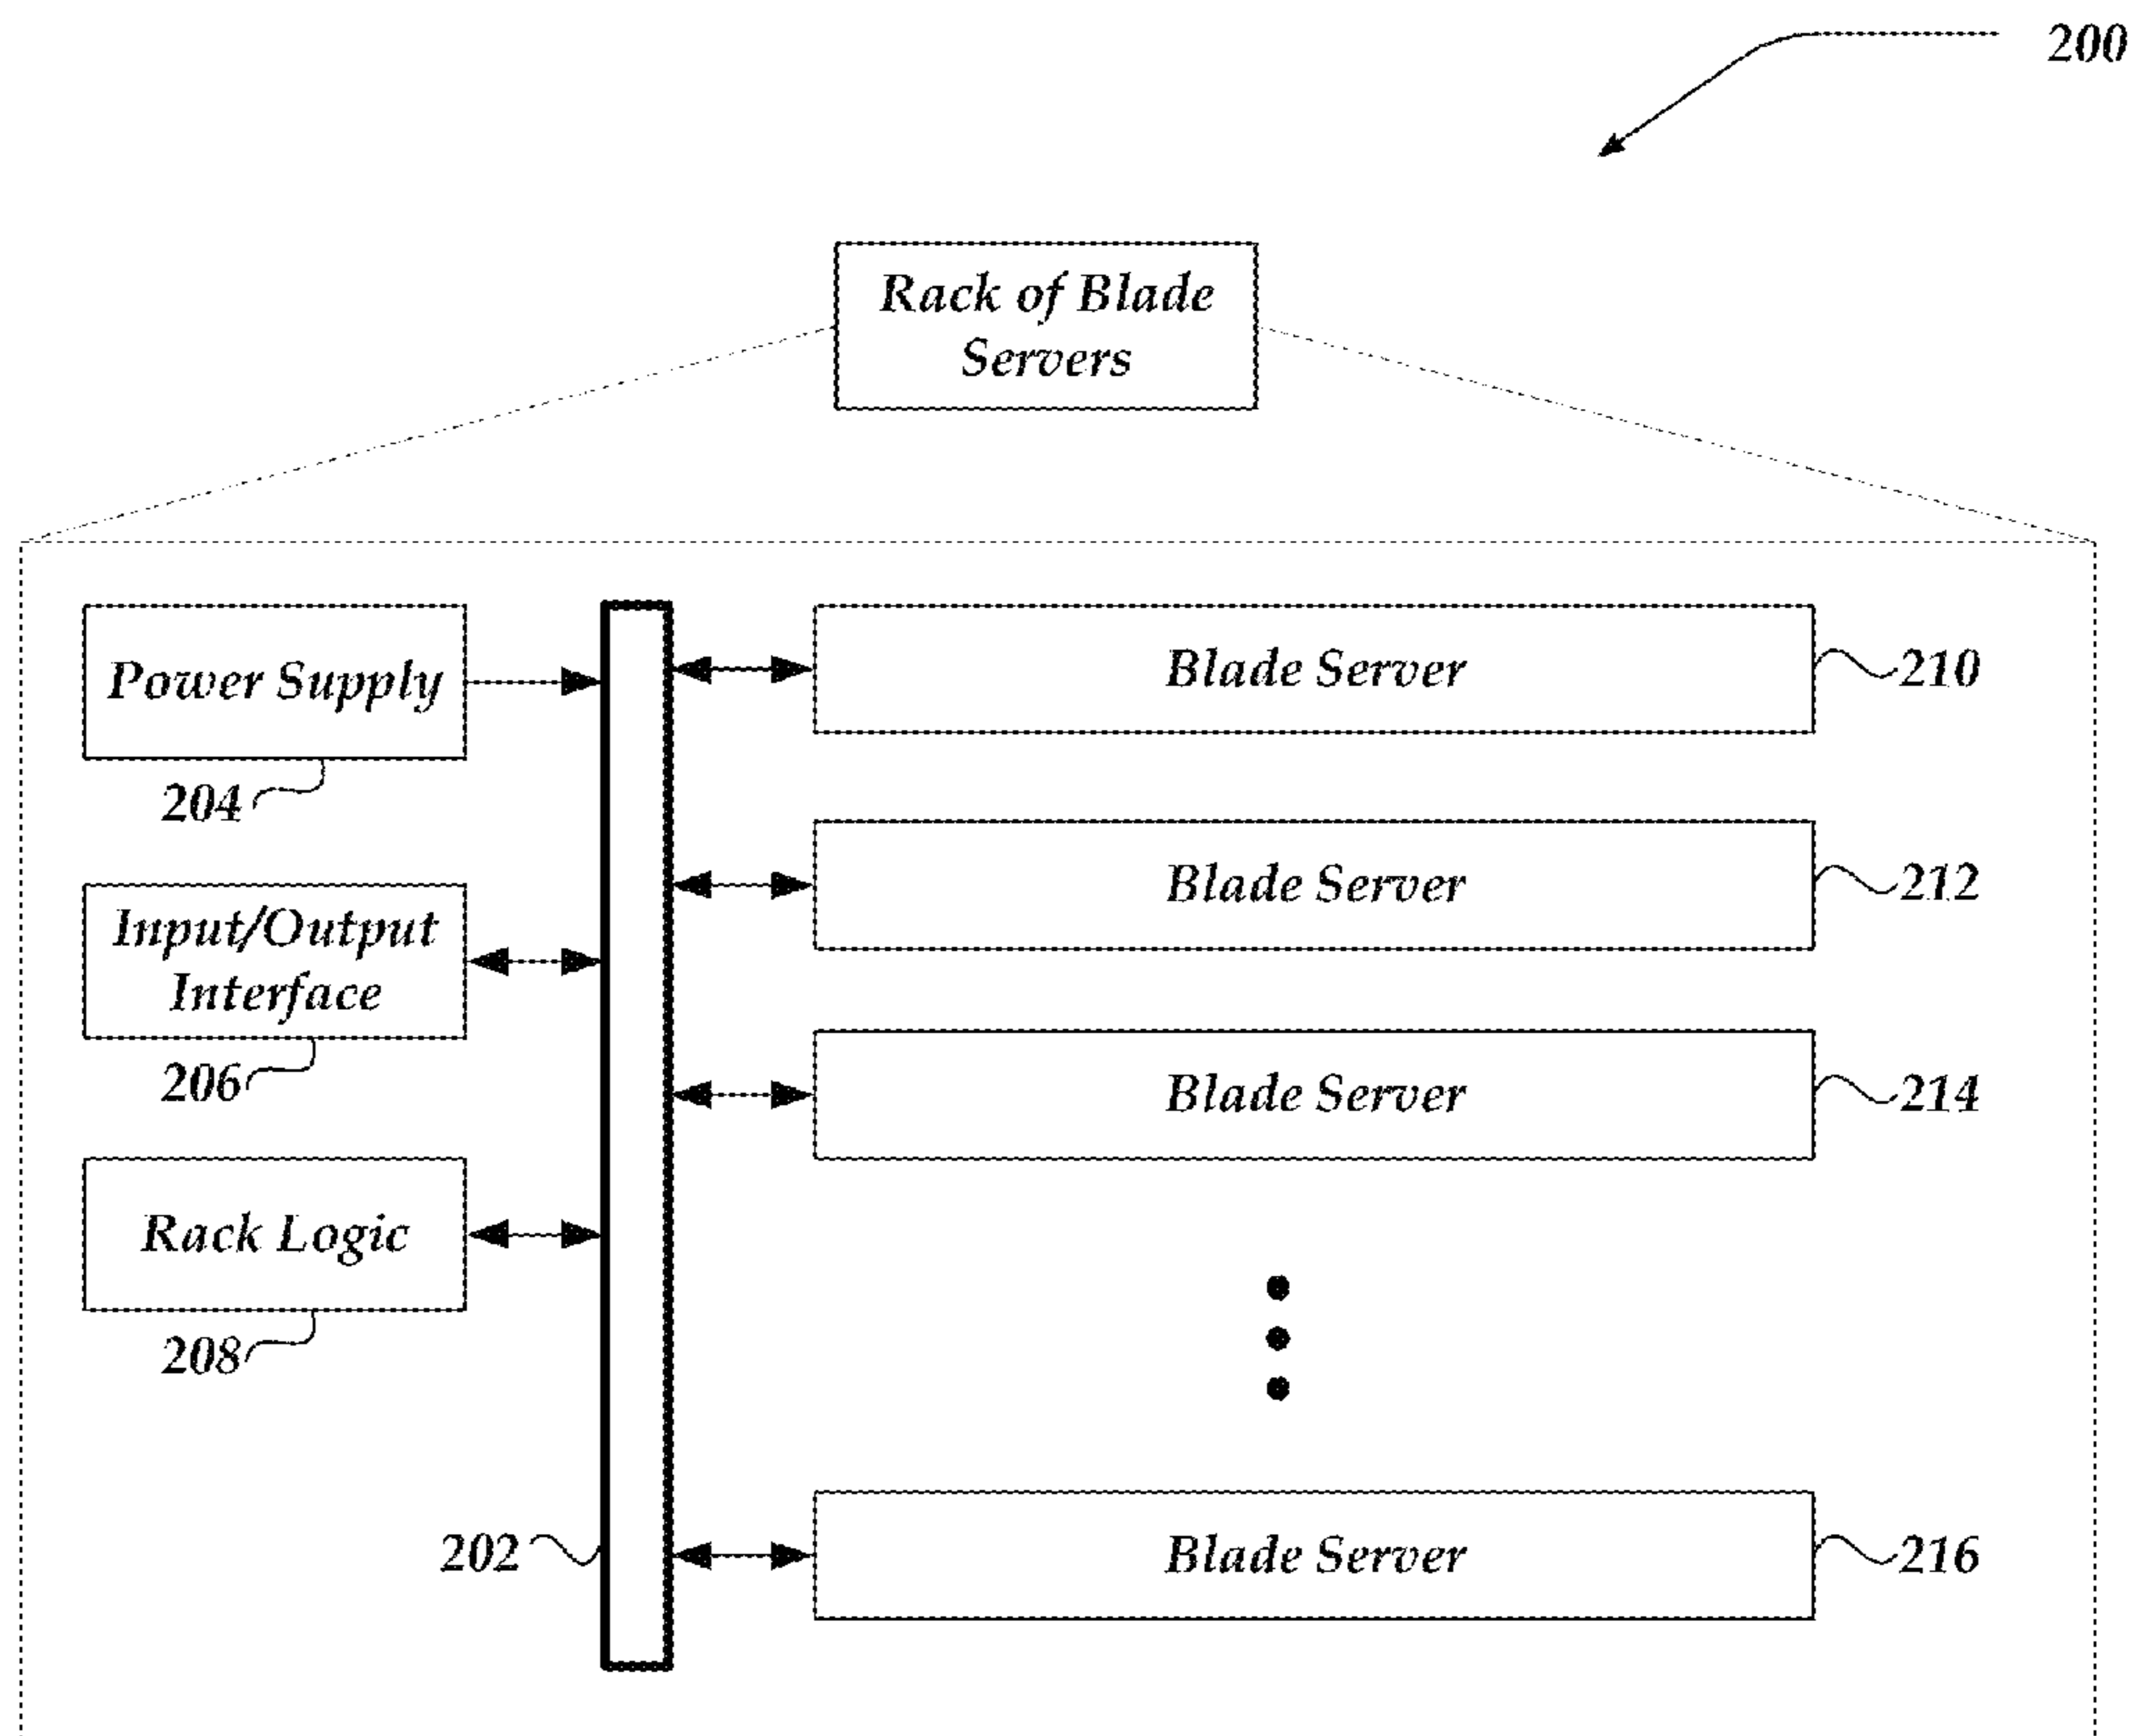 200
Rack of Blade
Servers
Power Supply
204
Input/Output
Interface
206
Rack Logic
208
202
Blade Server
210
Blade Server
212
Blade Server
214
Blade Server
216